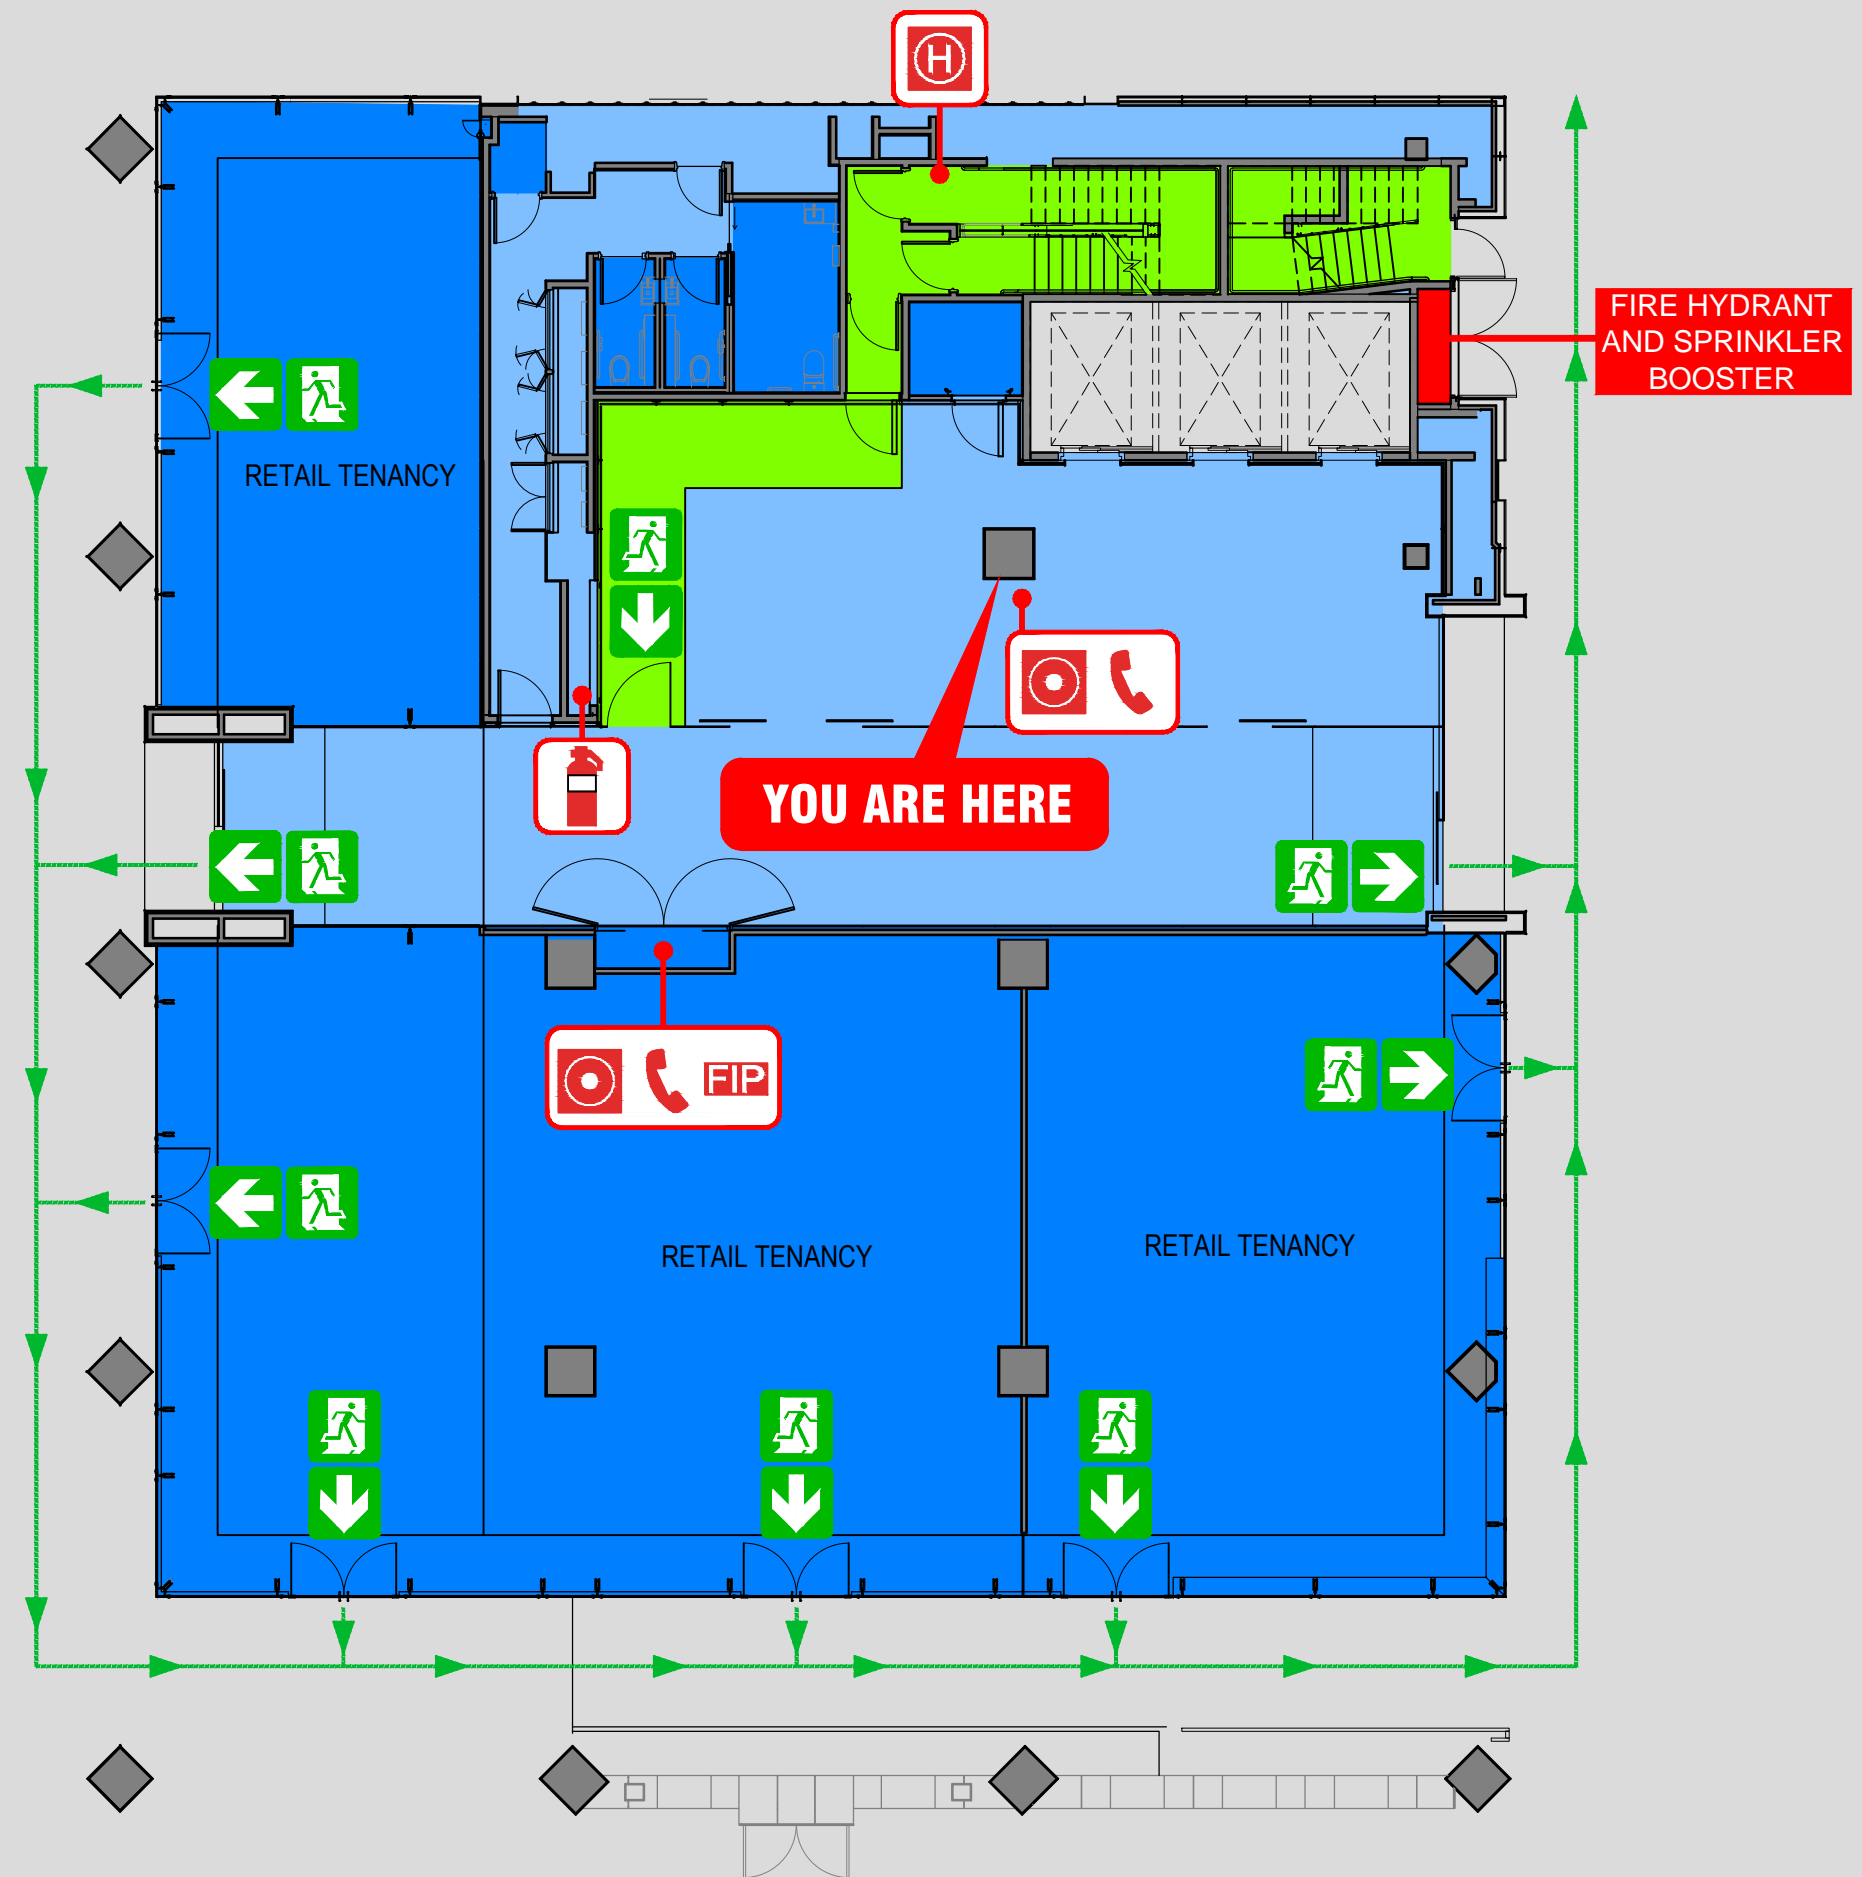 H
FIRE HYDRANT
AND SPRINKLER
BOOSTER
RETAIL TENANCY
YOU ARE HERE
FIP
RETAIL TENANCY
RETAIL TENANCY